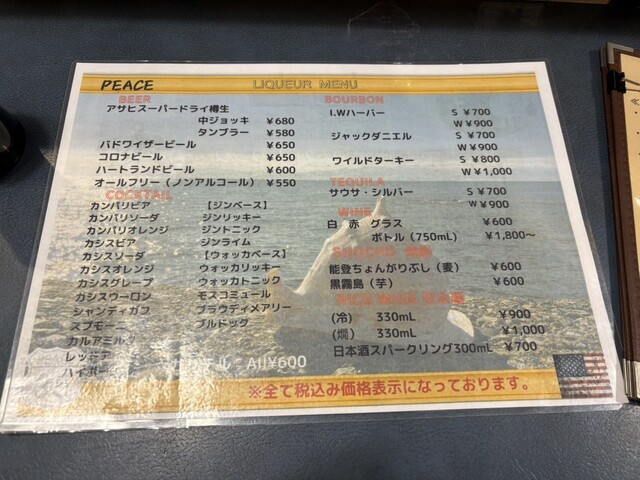 PEACE
LIQUEUR MENU
BEER
アサヒスーパードライ樽生
中ジョッキ ¥680
タンブラー ¥580
バドワイザービール ¥650
コロナビール ¥650
ハートランドビール ¥600
オールフリー（ノンアルコール） ¥550
COCSTAIL
カンパリビア
カンパリソーダ
カンパリオレンジ
カシスビア
カシスソーダ
カシスオレンジ
カシスグレープ
カシスウーロン
シャンディガフ
スプモーニ
カルアミルク
【ジンベース】
ジンリッキー
ジンドニック
ジンライム
【ウォッカベース】
ウォッカリッキー
ウォッカトニック
モスコミュール
ブラウディメアリー
ブルドッグ
All¥600
BOURBON
I.Wハーパー S ¥700
W ¥900
ジャックダニエル S ¥700
W ¥900
ワイルドターキー S ¥800
W ¥1,000
TEQUILA
サウサ・シルバー S ¥700
W ¥900
WINE
白 赤 グラス ¥600
ボトル（750mL） ¥1,800～
能登ちょんがりぶし（麦） ¥600
黒霧島（芋） ¥600
（冷） 330mL ¥900
（燗） 330mL ¥1,000
日本酒スパークリング300mL ¥700
※全て税込み価格表示になっております。